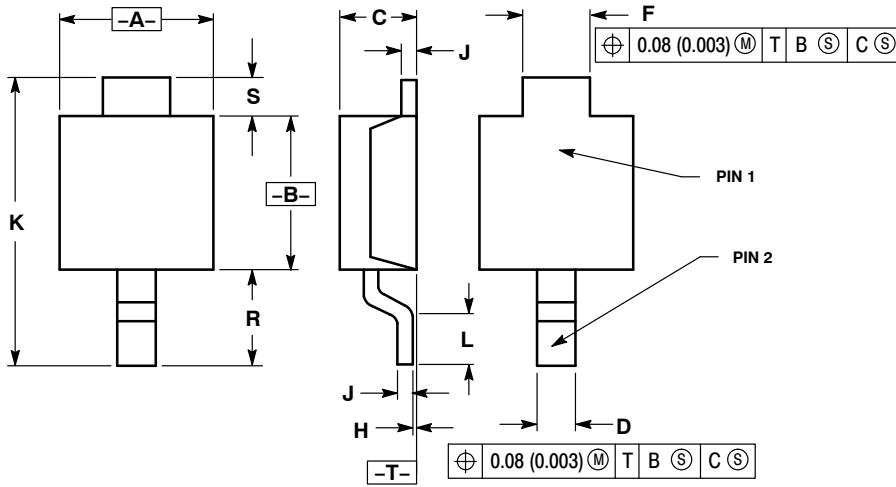 –A–
C
J
F
⌖ 0.08 (0.003) Ⓜ T B Ⓢ C Ⓢ
S
K
–B–
PIN 1
PIN 2
R
L
J
H
D
–T–
⌖ 0.08 (0.003) Ⓜ T B Ⓢ C Ⓢ